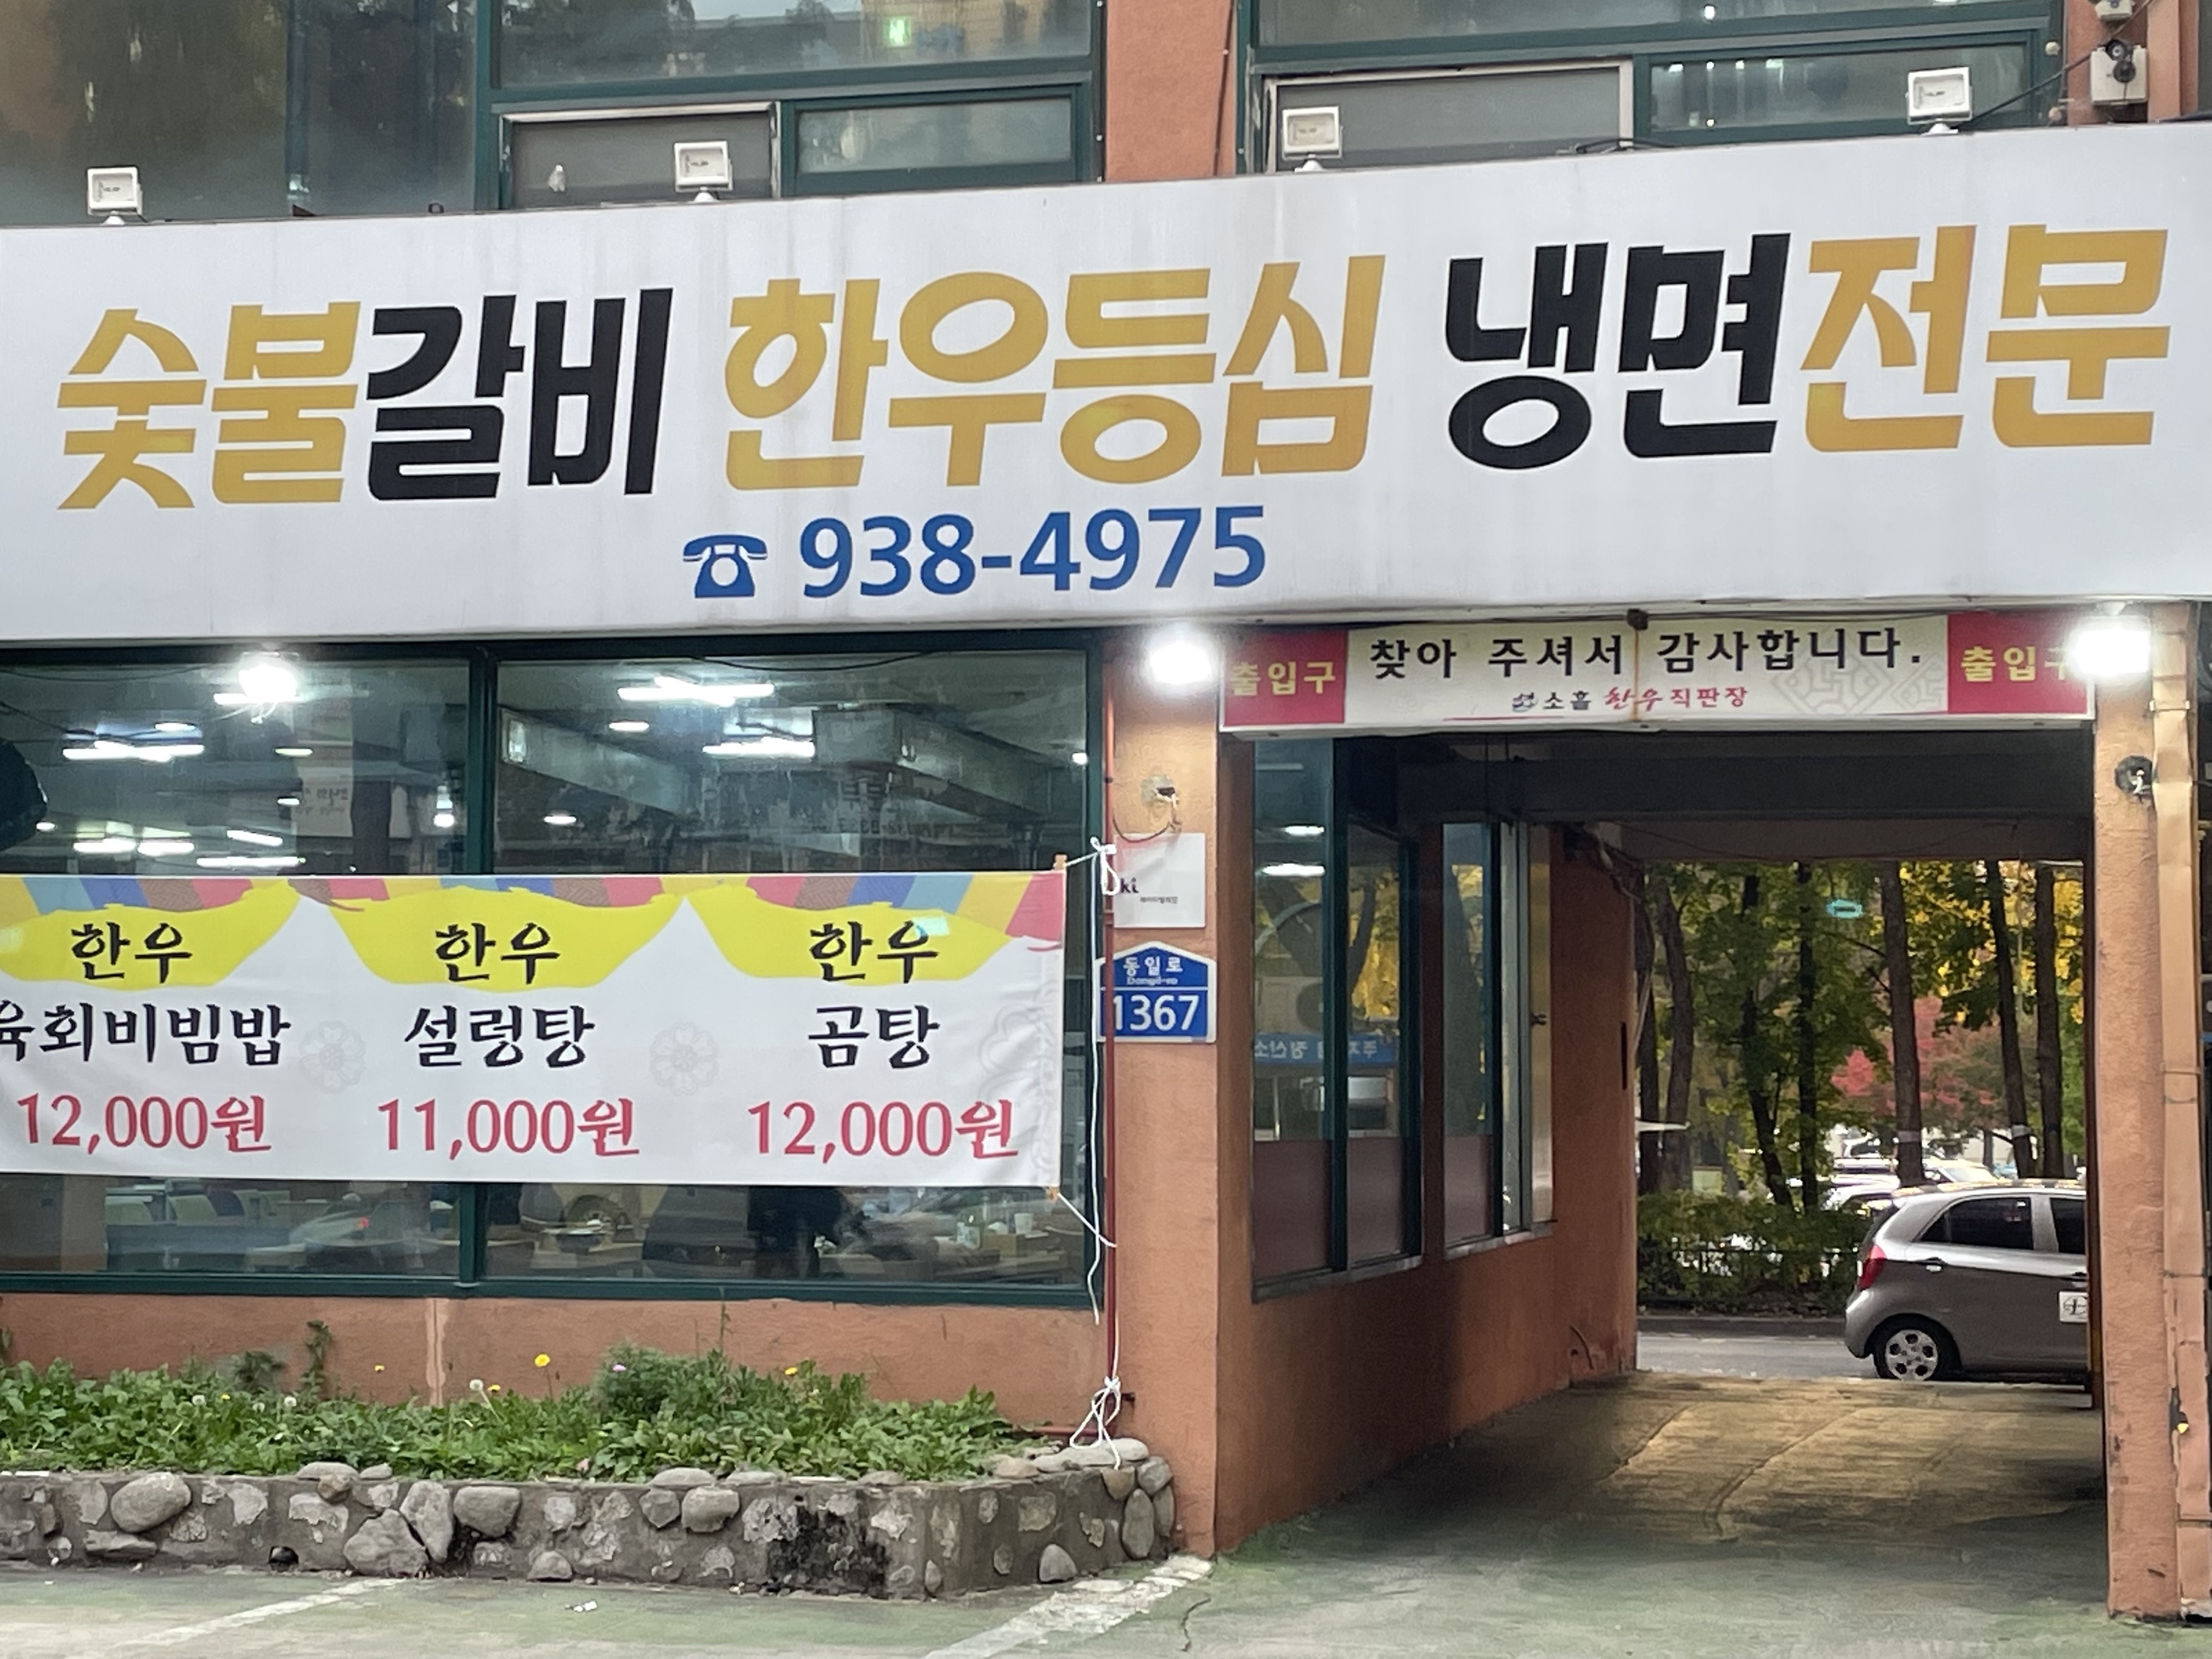 숯불갈비 한우등심 냉면전문
☎ 938-4975
출입구 찾아 주셔서 감사합니다. 출입구
소흘 한우직판장
kt
동일로
Dongil-ro
1367
한우 한우 한우
육회비빔밥 설렁탕 곰탕
12,000원 11,000원 12,000원